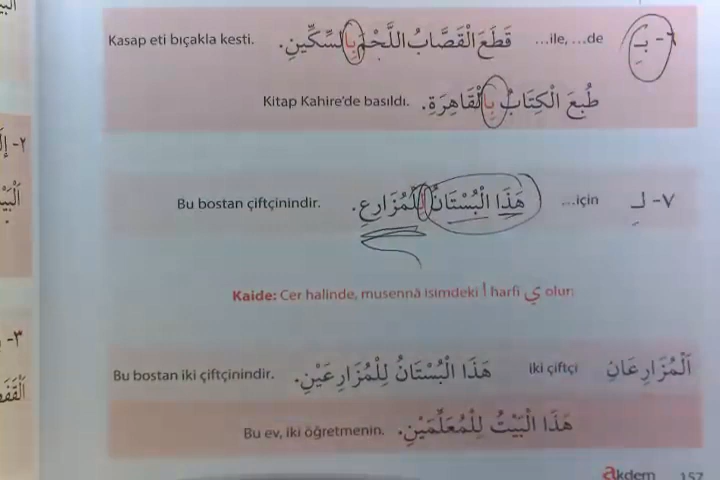 ٦- بِـ ...ile, ...de قَطَعَ الْقَصَّابُ اللَّحْمَ بِالسِّكِّينِ. Kasap eti bıçakla kesti.
طُبِعَ الْكِتَابُ بِالْقَاهِرَةِ. Kitap Kahire'de basıldı.
٧- لِـ ...için هَذَا الْبُسْتَانُ لِلْمُزَارِعِ. Bu bostan çiftçinindir.
Kaide: Cer halinde, musennâ isimdeki ا harfi ي olur:
اَلْمُزَارِعَانِ iki çiftçi هَذَا الْبُسْتَانُ لِلْمُزَارِعَيْنِ. Bu bostan iki çiftçinindir.
هَذَا الْبَيْتُ لِلْمُعَلِّمَيْنِ. Bu ev, iki öğretmenin.
akdem 157
٢-
٣-